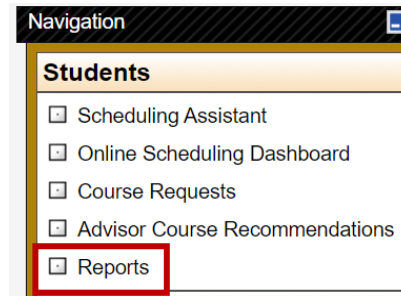 Navigation
Students
Scheduling Assistant
Online Scheduling Dashboard
Course Requests
Advisor Course Recommendations
Reports